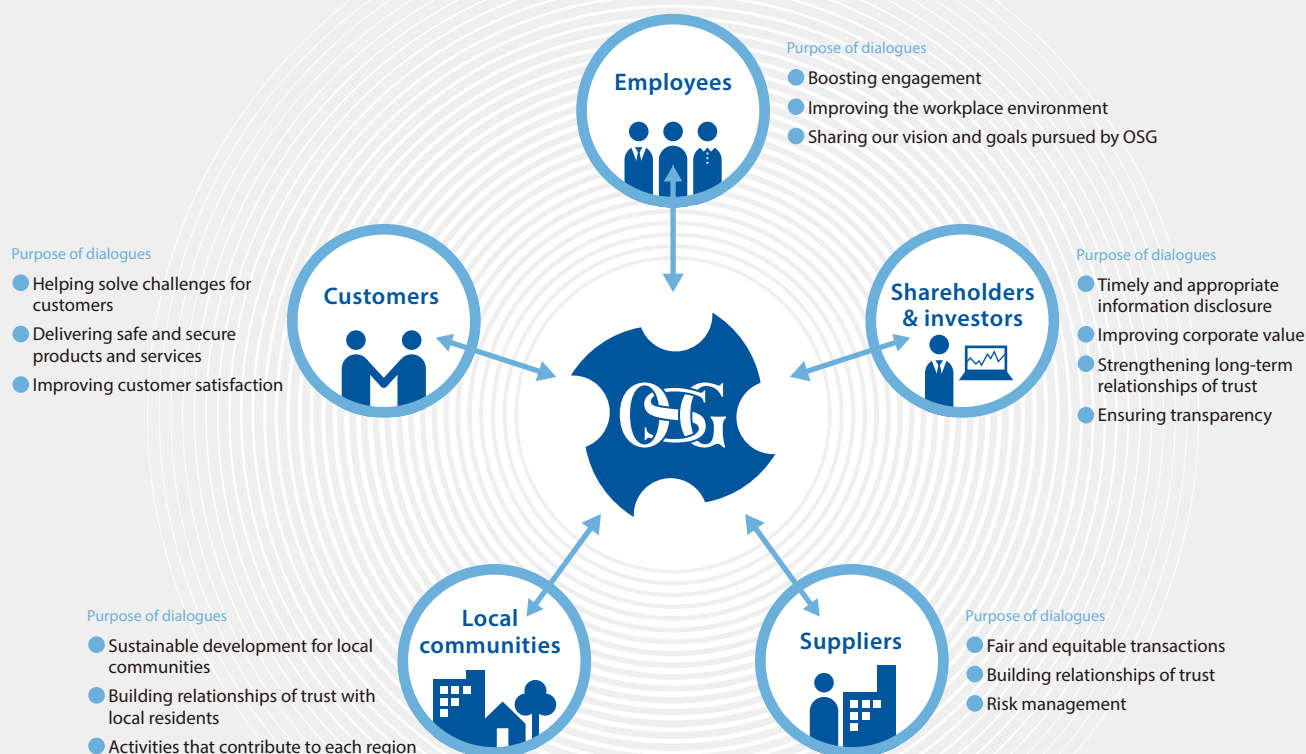 Employees
Purpose of dialogues
Boosting engagement
Improving the workplace environment
Sharing our vision and goals pursued by OSG
Purpose of dialogues
Helping solve challenges for
customers
Delivering safe and secure
products and services
Improving customer satisfaction
Customers
Shareholders
& investors
Purpose of dialogues
Timely and appropriate
information disclosure
Improving corporate value
Strengthening long-term
relationships of trust
Ensuring transparency
OSG
Purpose of dialogues
Sustainable development for local
communities
Building relationships of trust with
local residents
Activities that contribute to each region
Local
communities
Suppliers
Purpose of dialogues
Fair and equitable transactions
Building relationships of trust
Risk management